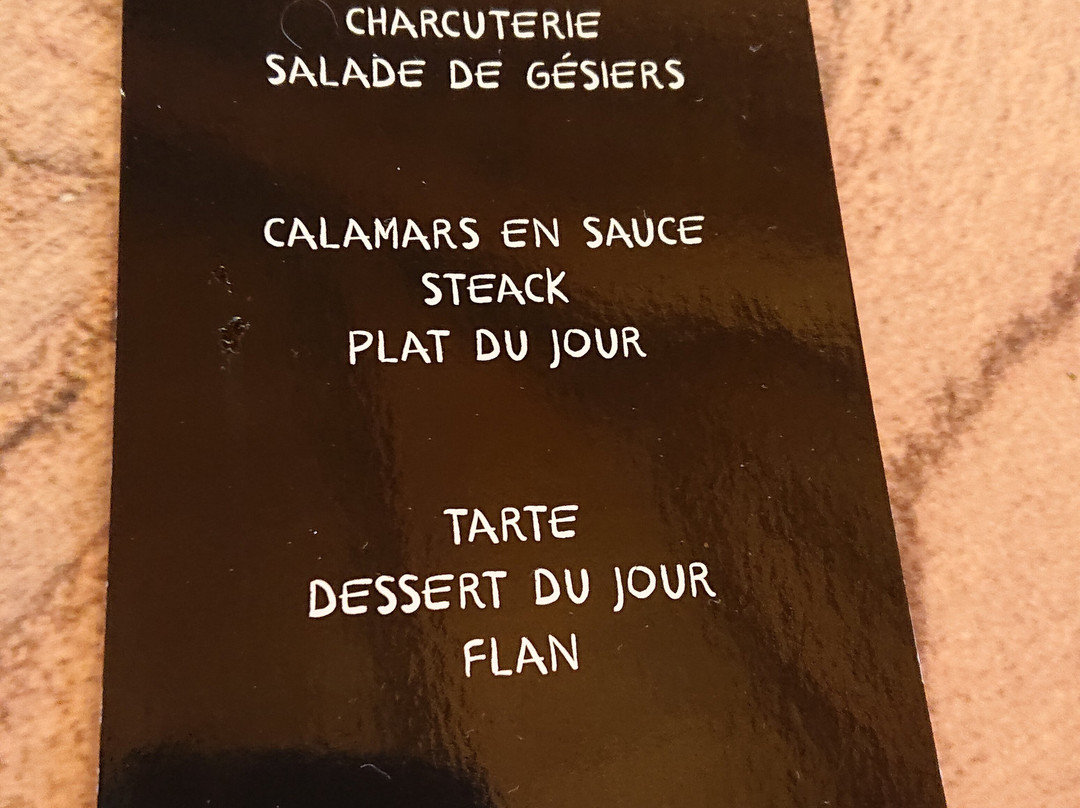 CHARCUTERIE
SALADE DE GÉSIERS
CALAMARS EN SAUCE
STEACK
PLAT DU JOUR
TARTE
DESSERT DU JOUR
FLAN